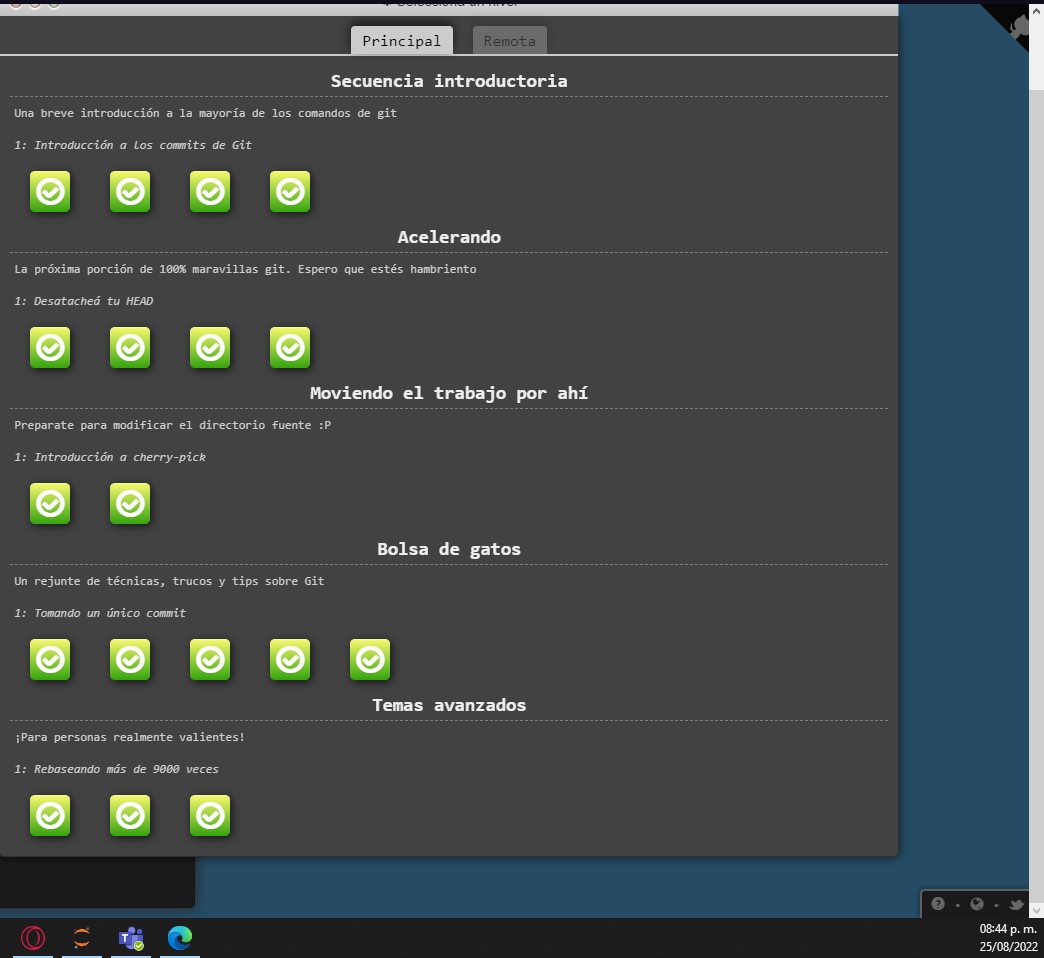 Selecciona un nivel
Principal
Remota
Secuencia introductoria
Una breve introducción a la mayoría de los comandos de git
1: Introducción a los commits de Git
Acelerando
La próxima porción de 100% maravillas git. Espero que estés hambriento
1: Desatacheá tu HEAD
Moviendo el trabajo por ahí
Preparate para modificar el directorio fuente :P
1: Introducción a cherry-pick
Bolsa de gatos
Un rejunte de técnicas, trucos y tips sobre Git
1: Tomando un único commit
Temas avanzados
¡Para personas realmente valientes!
1: Rebaseando más de 9000 veces
08:44 p. m.
25/08/2022